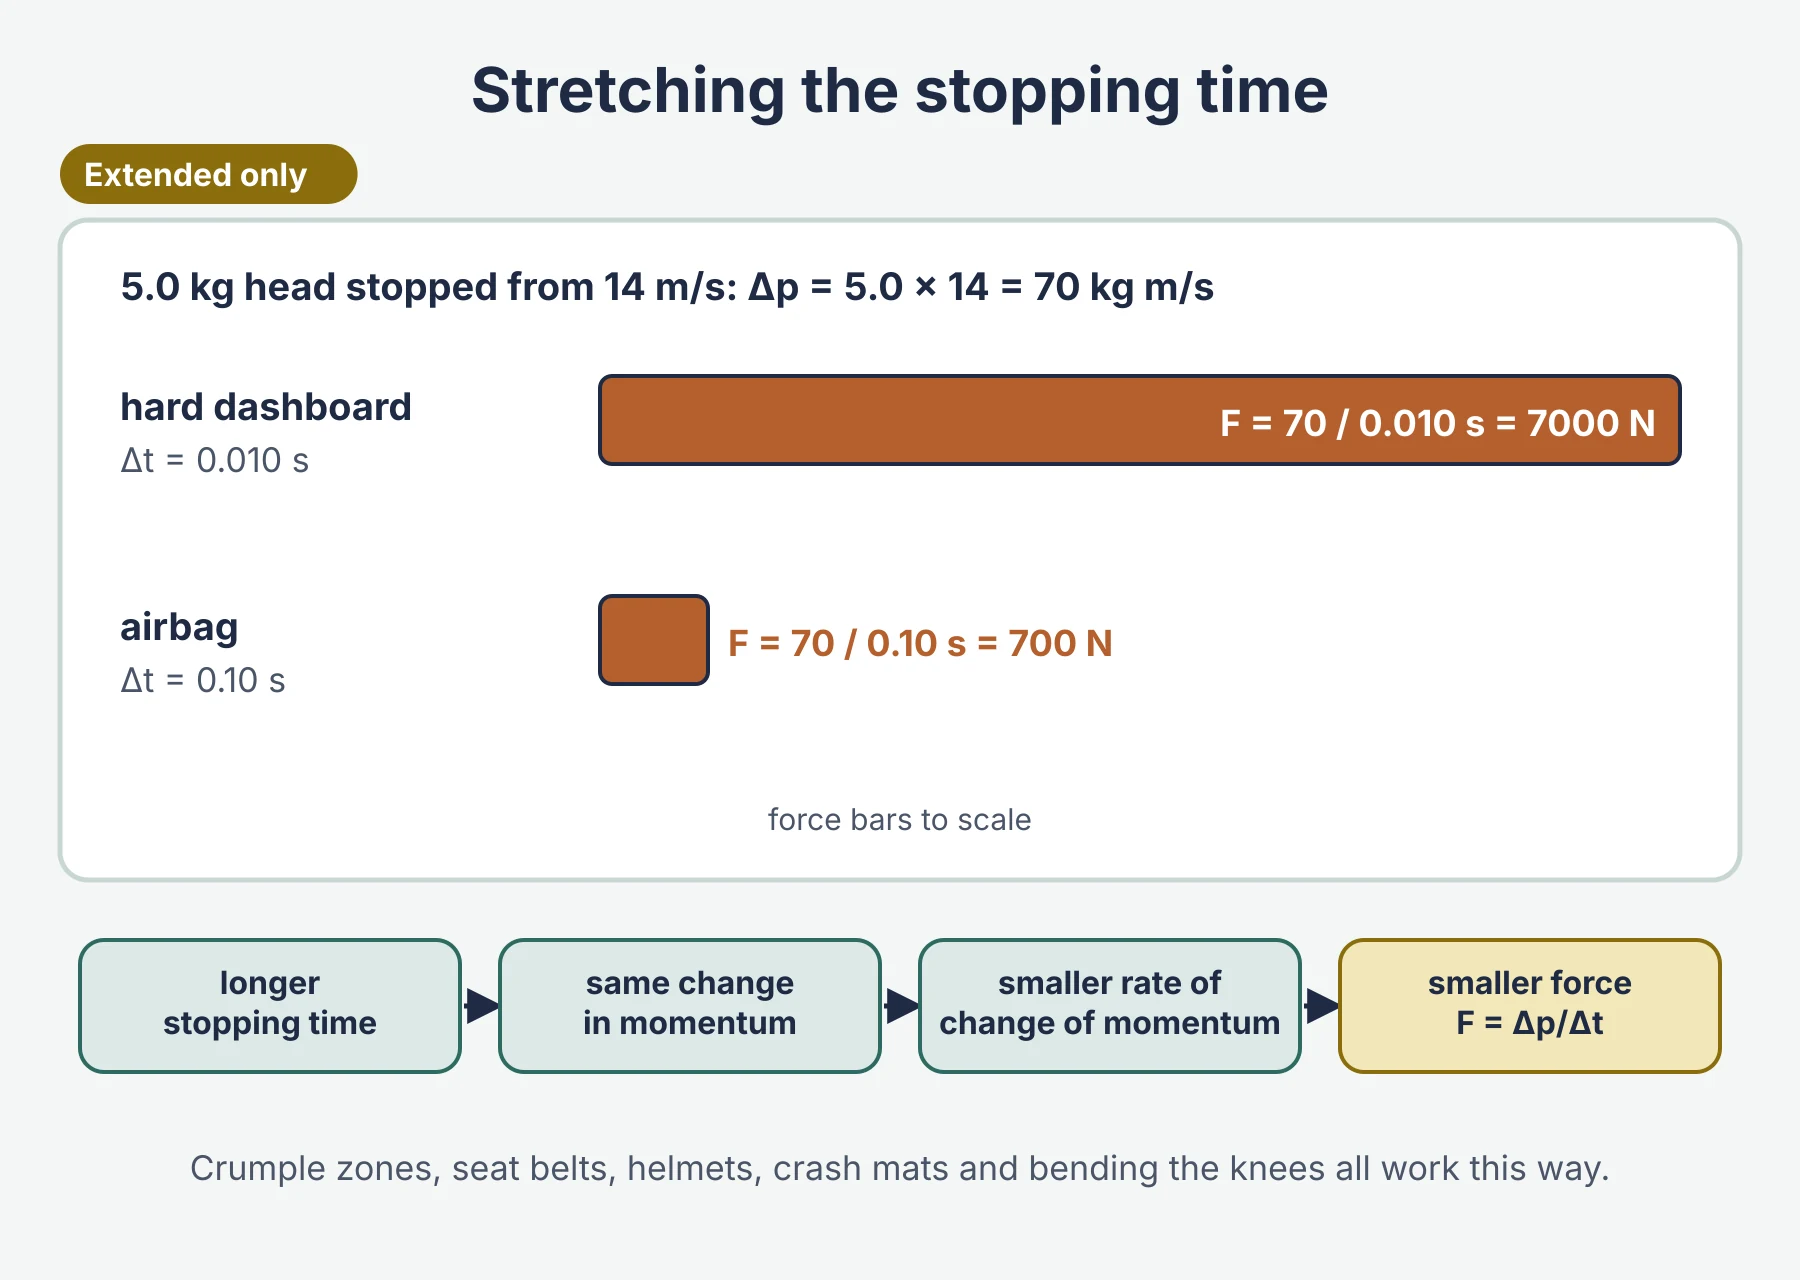 Stretching the stopping time
Extended only
5.0 kg head stopped from 14 m/s: Δp = 5.0 × 14 = 70 kg m/s
hard dashboard
Δt = 0.010 s
F = 70 / 0.010 s = 7000 N
airbag
Δt = 0.10 s
F = 70 / 0.10 s = 700 N
force bars to scale
longer
stopping time
same change
in momentum
smaller rate of
change of momentum
smaller force
F = Δp/Δt
Crumple zones, seat belts, helmets, crash mats and bending the knees all work this way.